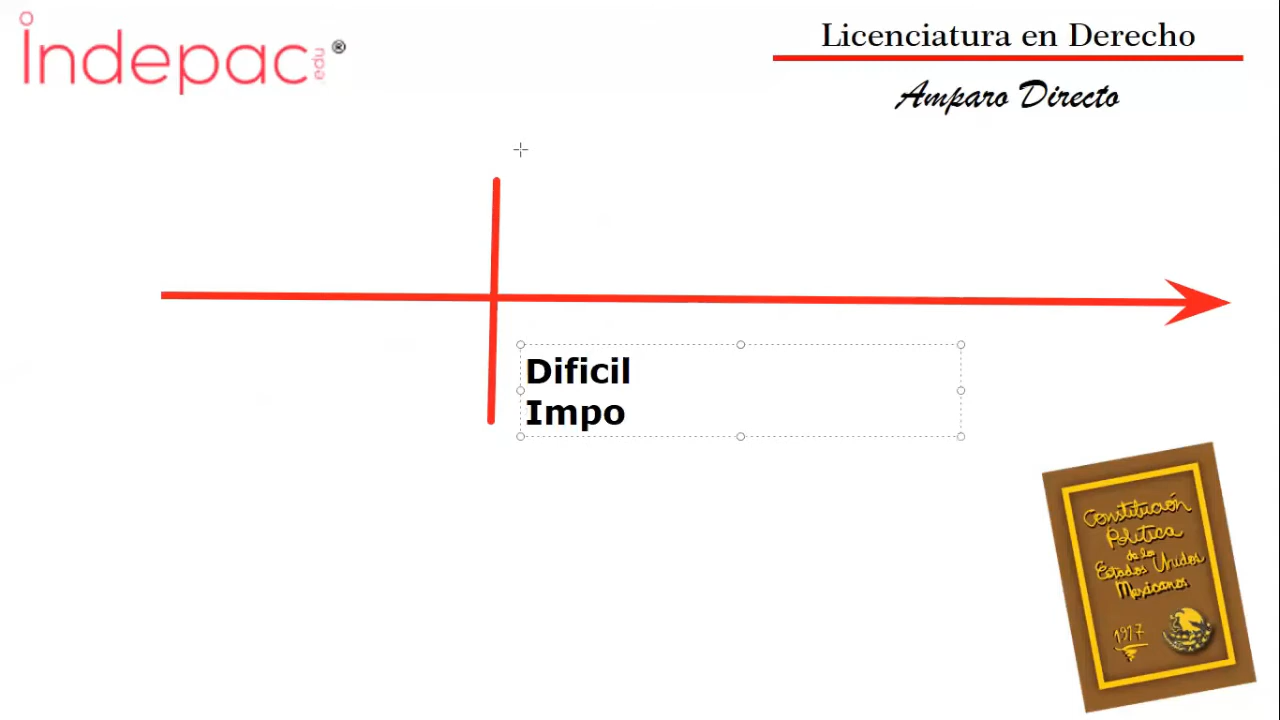 indepac
edu ®
Licenciatura en Derecho
Amparo Directo
Dificil
Impo
Constitución
Política
de los
Estados Unidos
Mexicanos
1917